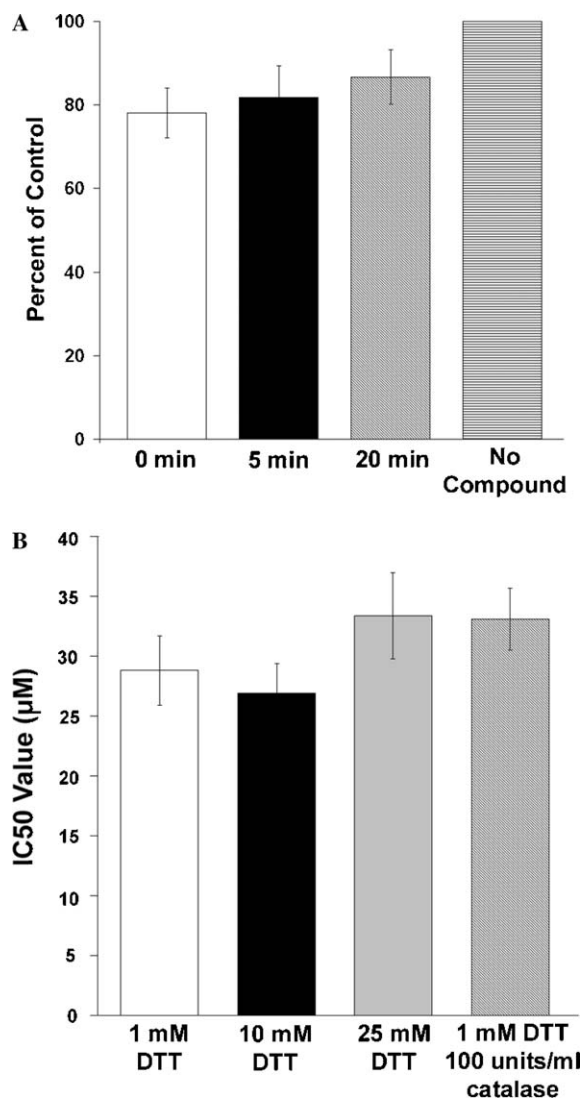 A
Percent of Control
100
80
60
40
20
0
0 min
5 min
20 min
No
Compound
B
IC50 Value (µM)
40
35
30
25
20
15
10
5
0
1 mM
DTT
10 mM
DTT
25 mM
DTT
1 mM DTT
100 units/ml
catalase